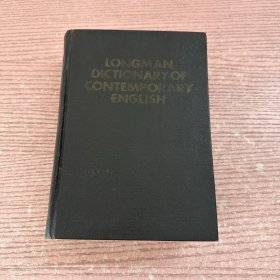 LONGMAN
DICTIONARY OF
CONTEMPORARY
ENGLISH